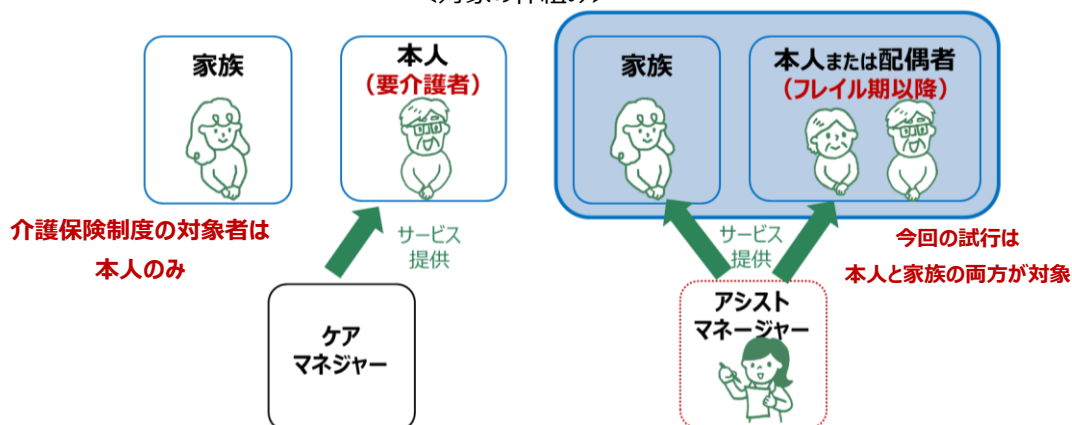 家族
本人
（要介護者）
家族
本人または配偶者
（フレイル期以降）
介護保険制度の対象者は
本人のみ
サービス
提供
サービス
提供
今回の試行は
本人と家族の両方が対象
ケア
マネジャー
アシスト
マネージャー